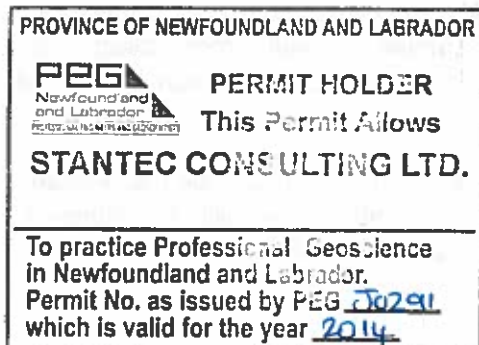 PROVINCE OF NEWFOUNDLAND AND LABRADOR
PEG
Newfoundland
and Labrador
PERMIT HOLDER
This Permit Allows
STANTEC CONSULTING LTD.
To practice Professional Geoscience
in Newfoundland and Labrador.
Permit No. as issued by PEG J0291
which is valid for the year 2014